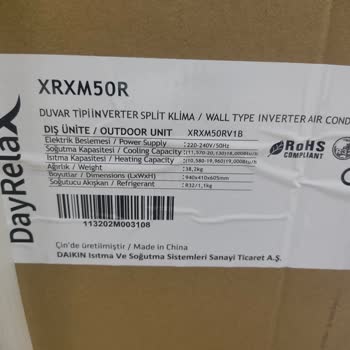 XRXM50R
DUVAR TİPİ INVERTER SPLIT KLİMA / WALL TYPE INVERTER AIR COND
DIŞ ÜNİTE / OUTDOOR UNIT XRXM50RV1B
Elektrik Beslemesi / Power Supply :220-240V/50Hz
Soğutma Kapasitesi / Cooling Capacity
Isıtma Kapasitesi / Heating Capacity
Ağırlık / Weight :38,2kg
Boyutlar / Dimensions (LxWxH) :940x410x605mm
Soğutucu Akışkan / Refrigerant :R32/1,1kg
RoHS
COMPLIANT
113202M003108
Çin'de üretilmiştir / Made in China
DAIKIN Isıtma Ve Soğutma Sistemleri Sanayi Ticaret A.Ş.
DayRelaX